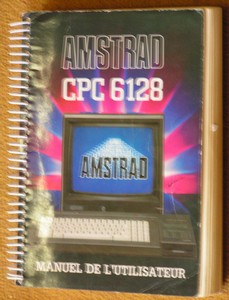 AMSTRAD
CPC 6128
AMSTRAD
MANUEL DE L'UTILISATEUR